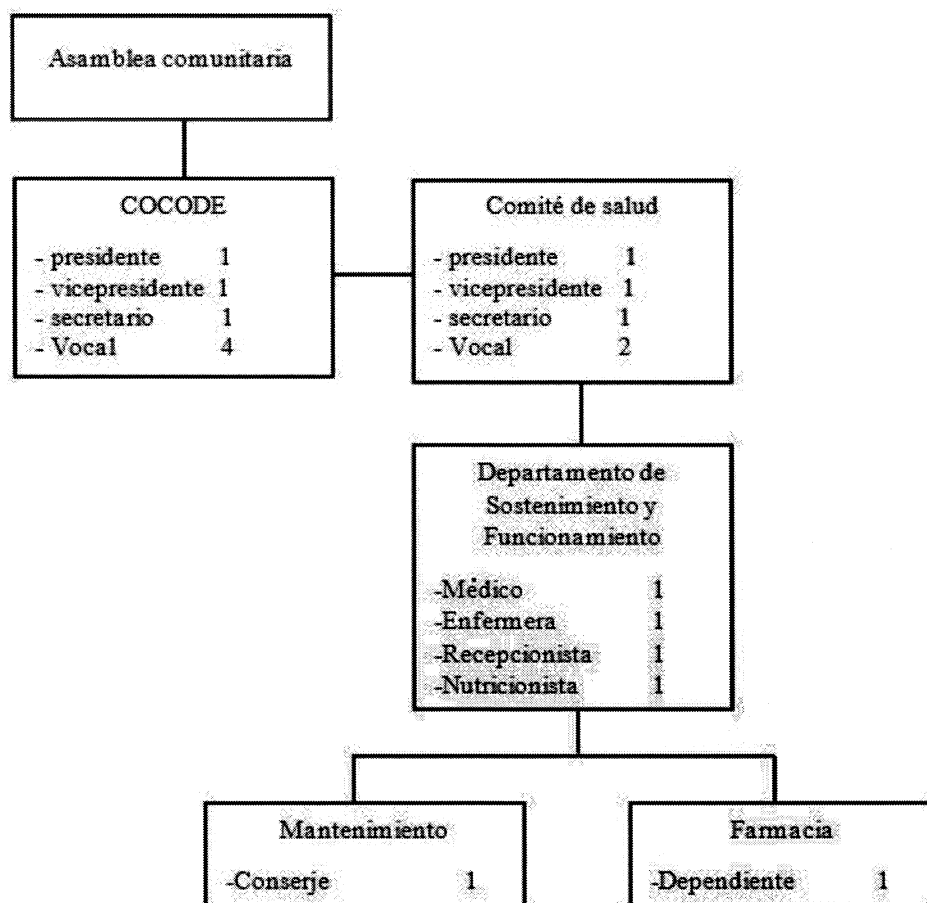 Asamblea comunitaria
COCODE
- presidente 1
- vicepresidente 1
- secretario 1
- Vocal 4
Comité de salud
- presidente 1
- vicepresidente 1
- secretario 1
- Vocal 2
Departamento de
Sostenimiento y
Funcionamiento
-Médico 1
-Enfermera 1
-Recepcionista 1
-Nutricionista 1
Mantenimiento
-Conserje 1
Farmacia
-Dependiente 1